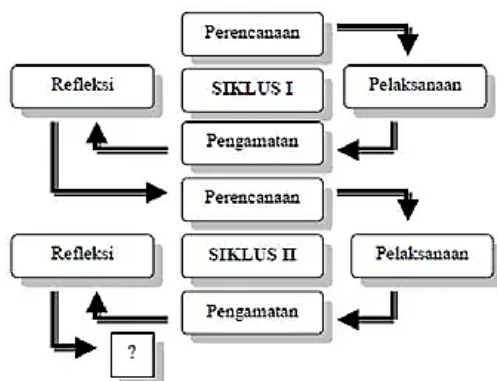 Perencanaan
Refleksi
SIKLUS I
Pelaksanaan
Pengamatan
Perencanaan
Refleksi
SIKLUS II
Pelaksanaan
Pengamatan
?